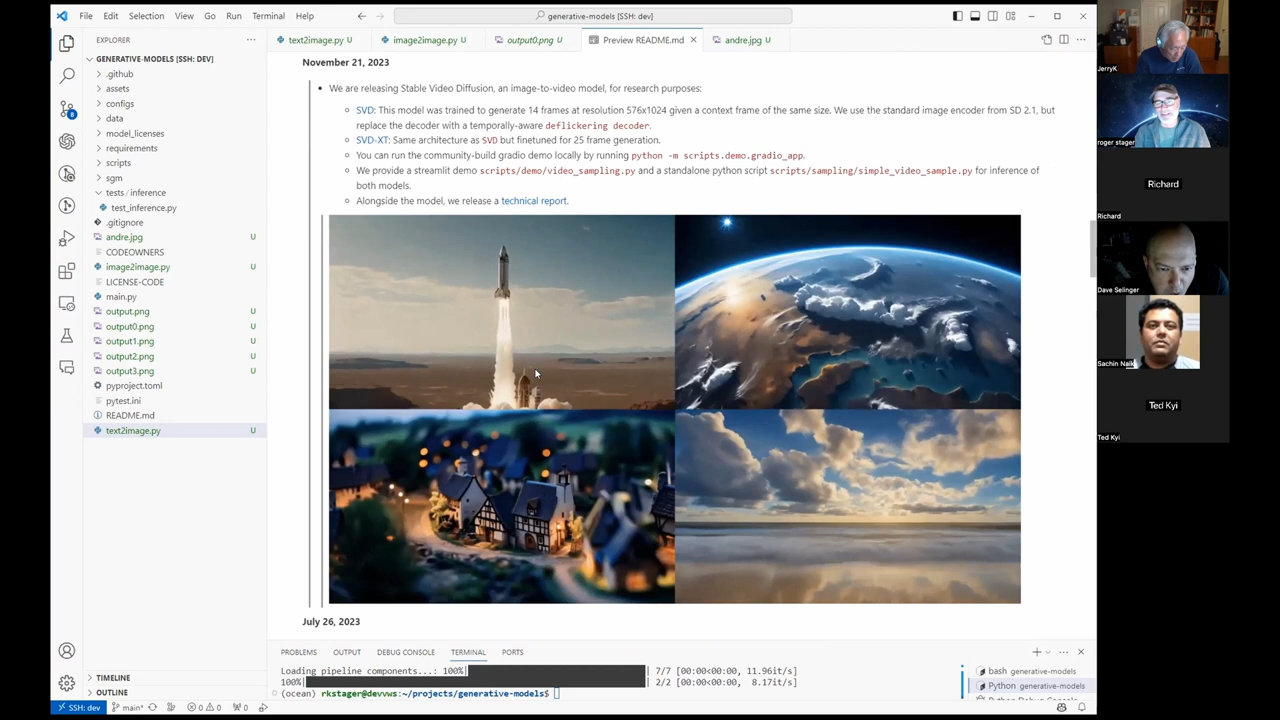 File Edit Selection View Go Run Terminal Help
generative-models [SSH: dev]
EXPLORER
text2image.py U
image2image.py U
output0.png U
Preview README.md
andre.jpg U
GENERATIVE-MODELS [SSH: DEV]
.github
assets
configs
data
model_licenses
requirements
scripts
sgm
tests / inference
test_inference.py
.gitignore
andre.jpg U
CODEOWNERS
image2image.py U
LICENSE-CODE
main.py
output.png U
output0.png U
output1.png U
output2.png U
output3.png U
pyproject.toml
pytest.ini
README.md
text2image.py U
TIMELINE
OUTLINE
November 21, 2023
We are releasing Stable Video Diffusion, an image-to-video model, for research purposes:
SVD: This model was trained to generate 14 frames at resolution 576x1024 given a context frame of the same size. We use the standard image encoder from SD 2.1, but
replace the decoder with a temporally-aware deflickering decoder.
SVD-XT: Same architecture as SVD but finetuned for 25 frame generation.
You can run the community-build gradio demo locally by running python -m scripts.demo.gradio_app.
We provide a streamlit demo scripts/demo/video_sampling.py and a standalone python script scripts/sampling/simple_video_sample.py for inference of
both models.
Alongside the model, we release a technical report.
July 26, 2023
PROBLEMS OUTPUT DEBUG CONSOLE TERMINAL PORTS
Loading pipeline components...: 100%| | 7/7 [00:00<00:00, 11.96it/s]
100%| | 2/2 [00:00<00:00, 8.17it/s]
(ocean) rkstager@devvws:~/projects/generative-models$
bash generative-models
Python generative-models
Python Debug Console
SSH: dev main* 0 0 0
JerryK
roger stager
Richard
Richard
Dave Selinger
Sachin Naik
Ted Kyi
Ted Kyi